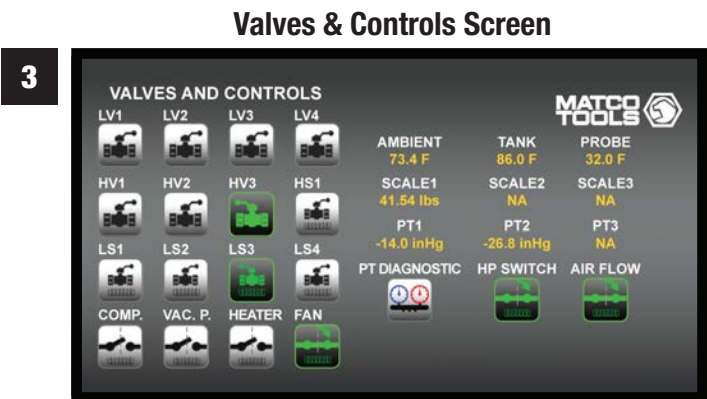 Valves & Controls Screen
3
VALVES AND CONTROLS
MATCO
TOOLS
LV1 LV2 LV3 LV4
AMBIENT TANK PROBE
73.4 F 86.0 F 32.0 F
HV1 HV2 HV3 HS1
SCALE1 SCALE2 SCALE3
41.54 lbs NA NA
PT1 PT2 PT3
-14.0 inHg -26.8 inHg NA
LS1 LS2 LS3 LS4
PT DIAGNOSTIC HP SWITCH AIR FLOW
COMP. VAC. P. HEATER FAN